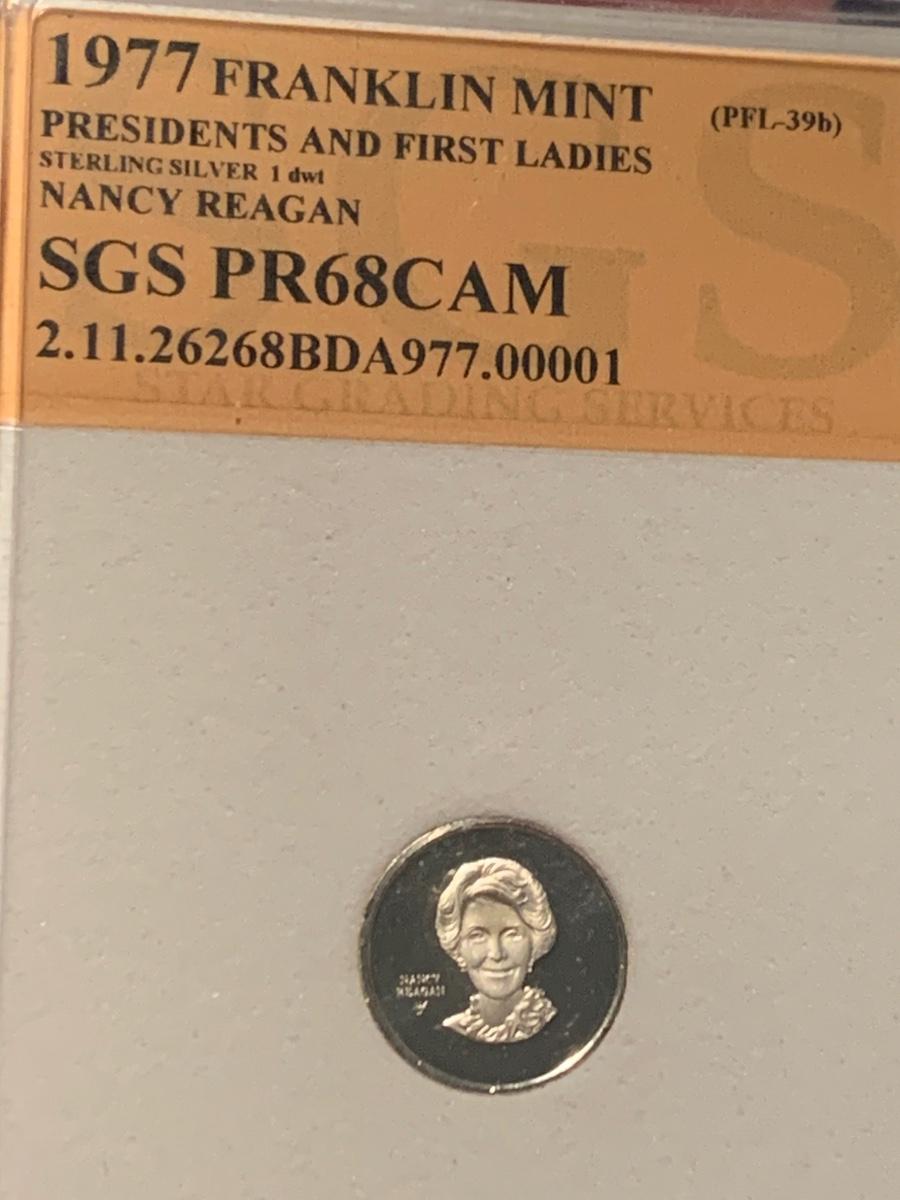 1977 FRANKLIN MINT (PFL-39b)
PRESIDENTS AND FIRST LADIES
STERLING SILVER 1 dwt
NANCY REAGAN
SGS PR68CAM
2.11.26268BDA977.00001
SGS
STAR GRADING SERVICES
NANCY
REAGAN